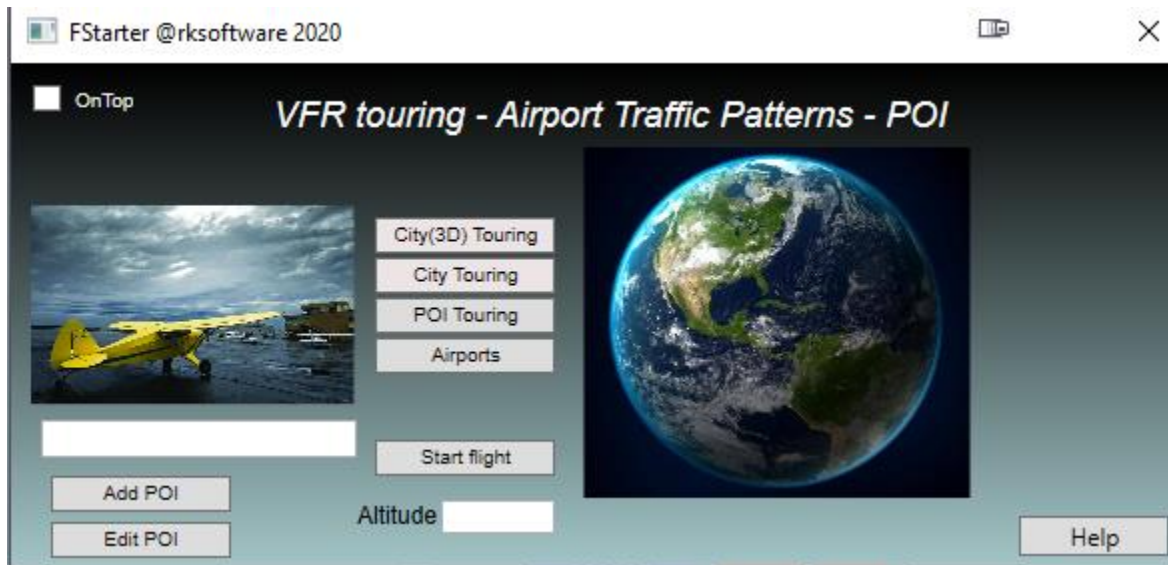 FStarter @rksoftware 2020
OnTop
VFR touring - Airport Traffic Patterns - POI
City(3D) Touring
City Touring
POI Touring
Airports
Start flight
Add POI
Altitude
Edit POI
Help